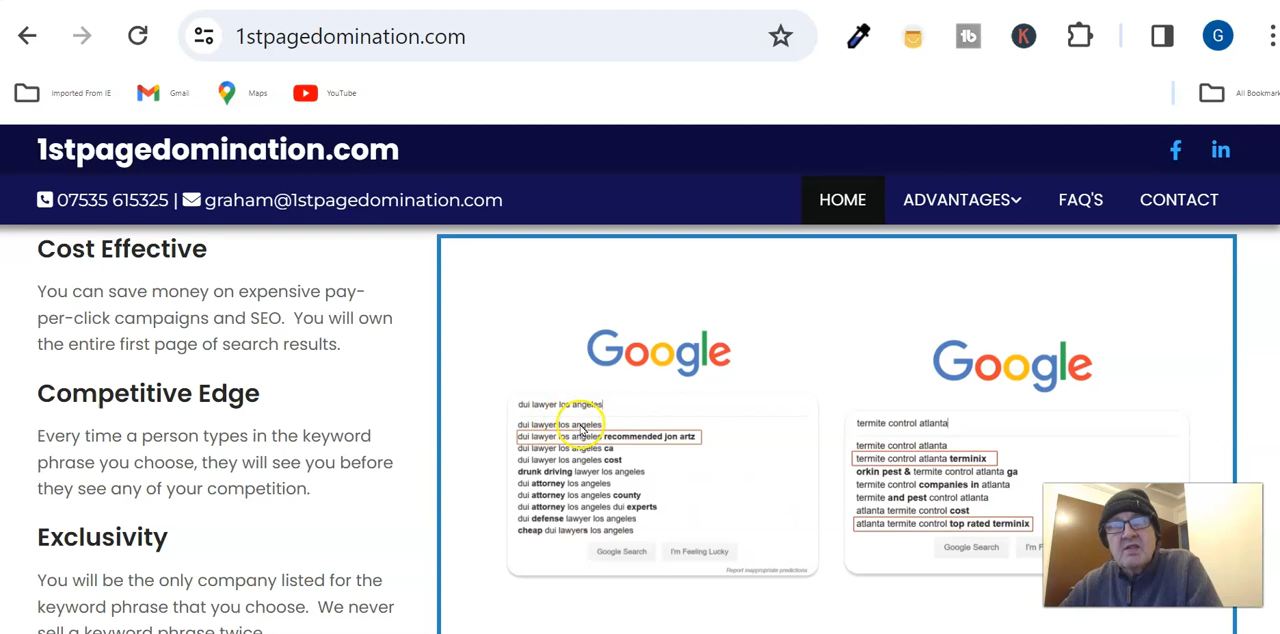 1stpagedomination.com
G
Imported From IE
Gmail
Maps
YouTube
All Bookmar
1stpagedomination.com
07535 615325 | graham@1stpagedomination.com
HOME
ADVANTAGES
FAQ'S
CONTACT
Cost Effective
You can save money on expensive pay-
per-click campaigns and SEO. You will own
the entire first page of search results.
Competitive Edge
Every time a person types in the keyword
phrase you choose, they will see you before
they see any of your competition.
Exclusivity
You will be the only company listed for the
keyword phrase that you choose. We never
sell a keyword phrase twice.
Google
dui lawyer los angeles
dui lawyer los angeles
dui lawyer los angeles recommended jon artz
dui lawyer los angeles ca
dui lawyer los angeles cost
drunk driving lawyer los angeles
dui attorney los angeles
dui attorney los angeles county
dui attorney los angeles dui experts
dui defense lawyer los angeles
cheap dui lawyers los angeles
Google Search
I'm Feeling Lucky
Report inappropriate predictions
Google
termite control atlanta
termite control atlanta
termite control atlanta terminix
orkin pest & termite control atlanta ga
termite control companies in atlanta
termite and pest control atlanta
atlanta termite control cost
atlanta termite control top rated terminix
Google Search
I'm F